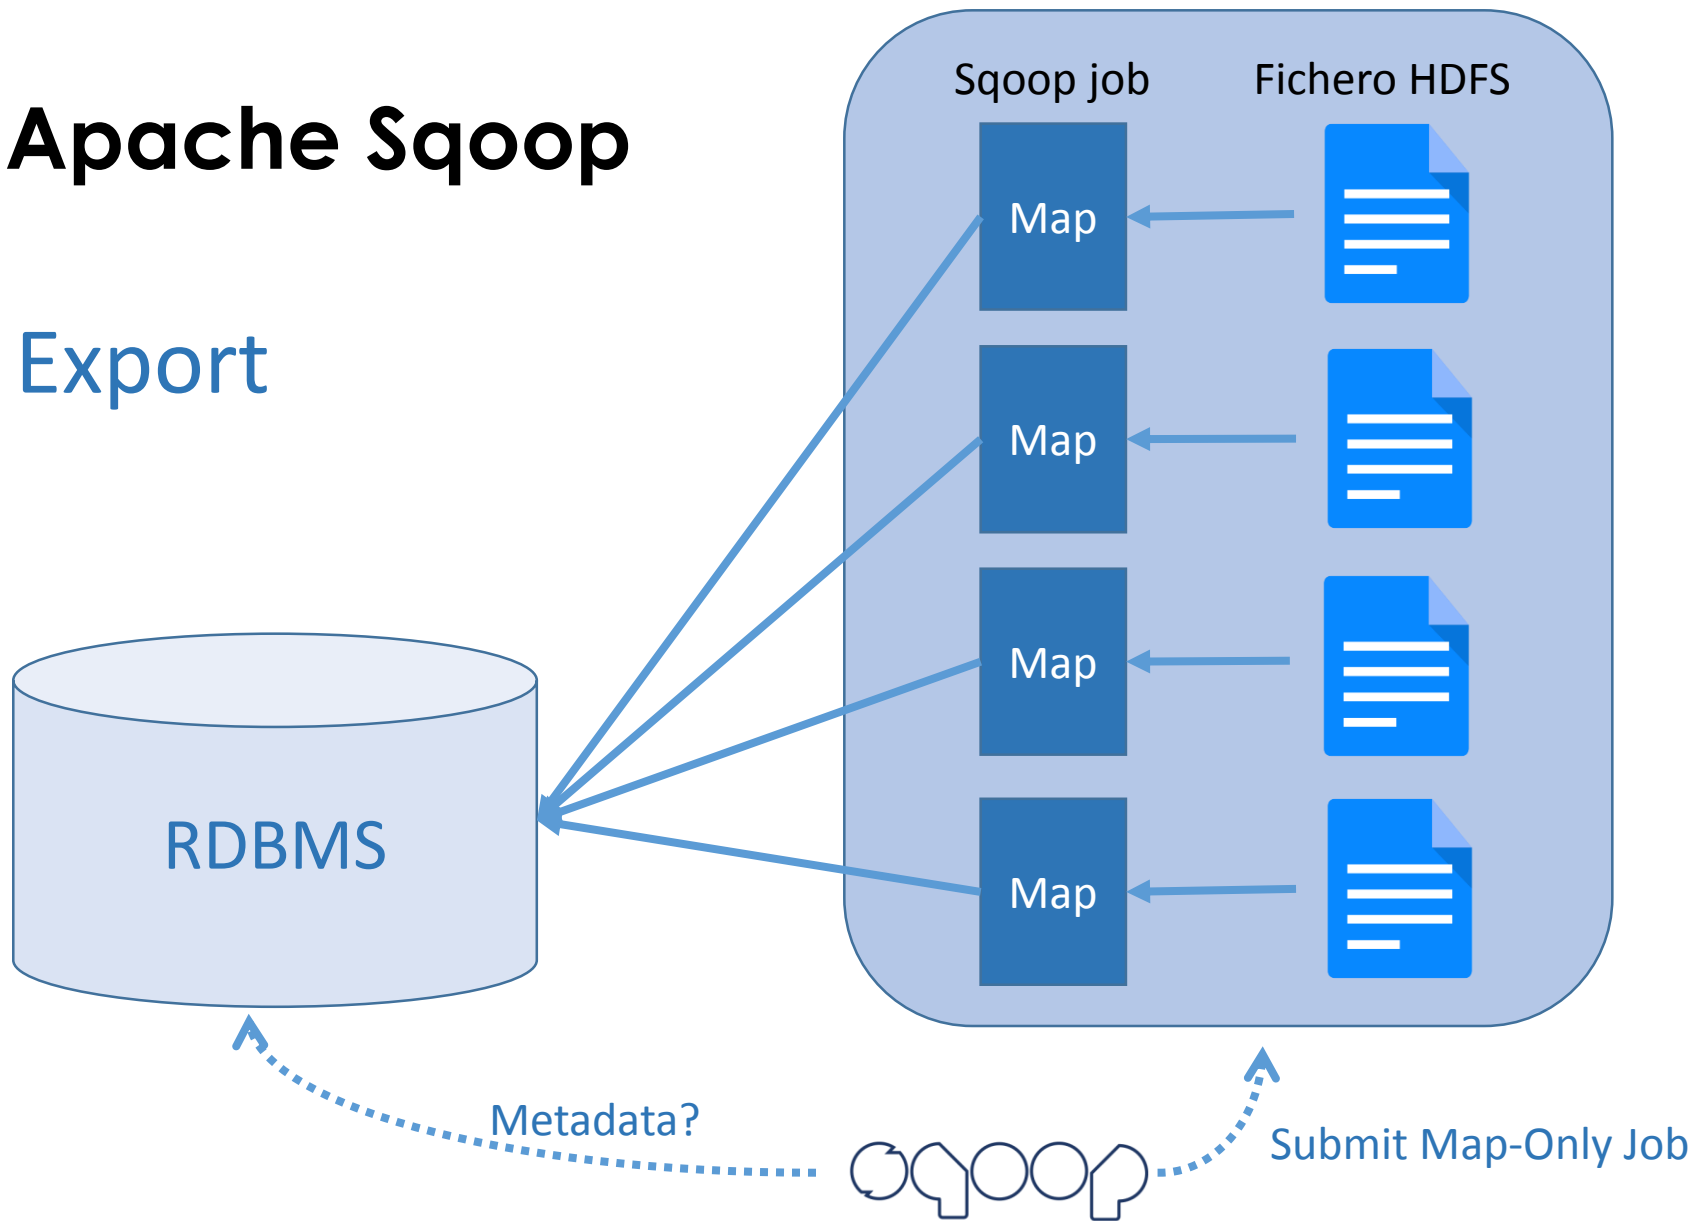 Apache Sqoop
Export
Sqoop job
Fichero HDFS
Map
Map
Map
Map
RDBMS
Metadata?
sqoop
Submit Map-Only Job